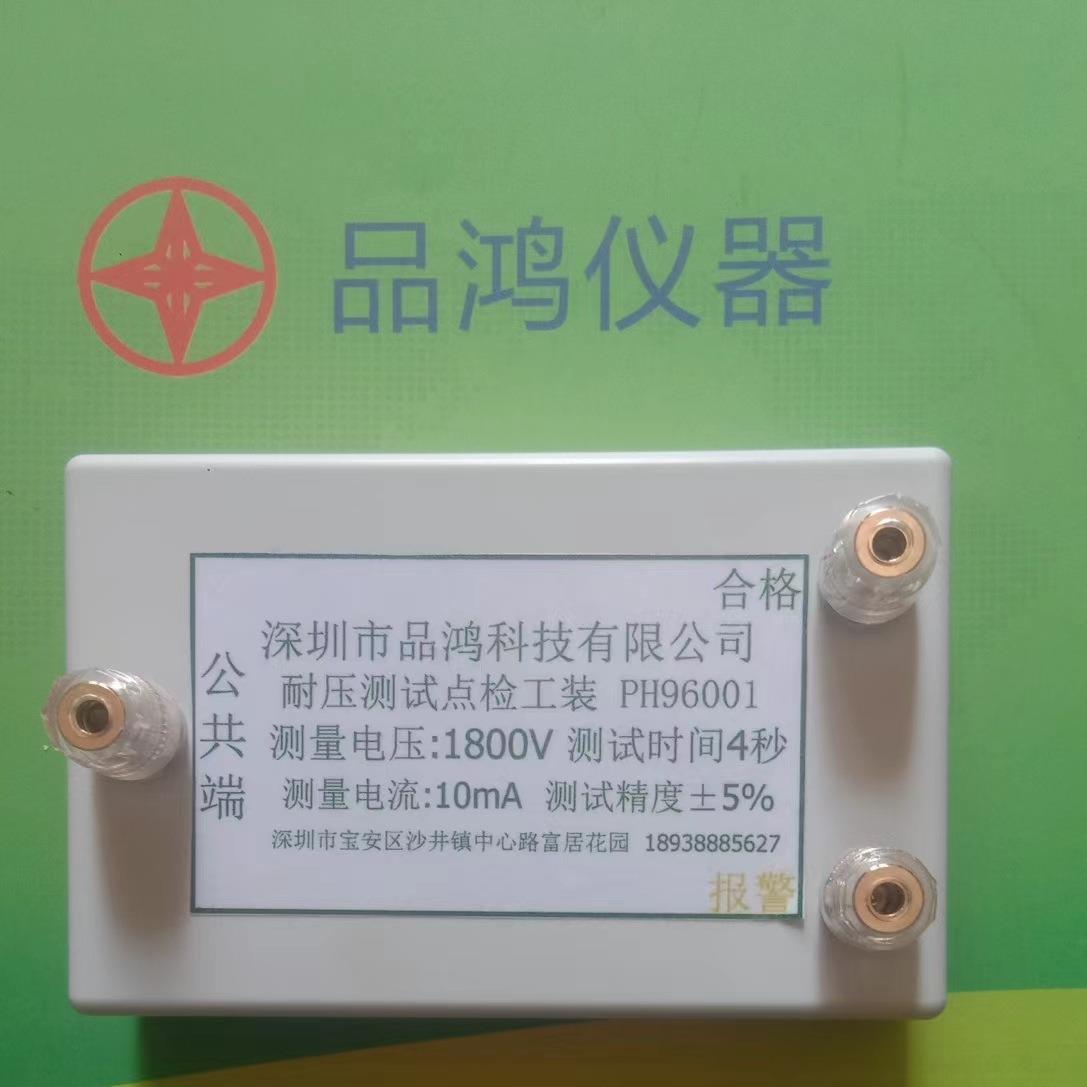 品鸿仪器
合格
深圳市品鸿科技有限公司
耐压测试点检工装 PH96001
公共端
测量电压:1800V 测试时间4秒
测量电流:10mA 测试精度±5%
深圳市宝安区沙井镇中心路富居花园 18938885627
报警